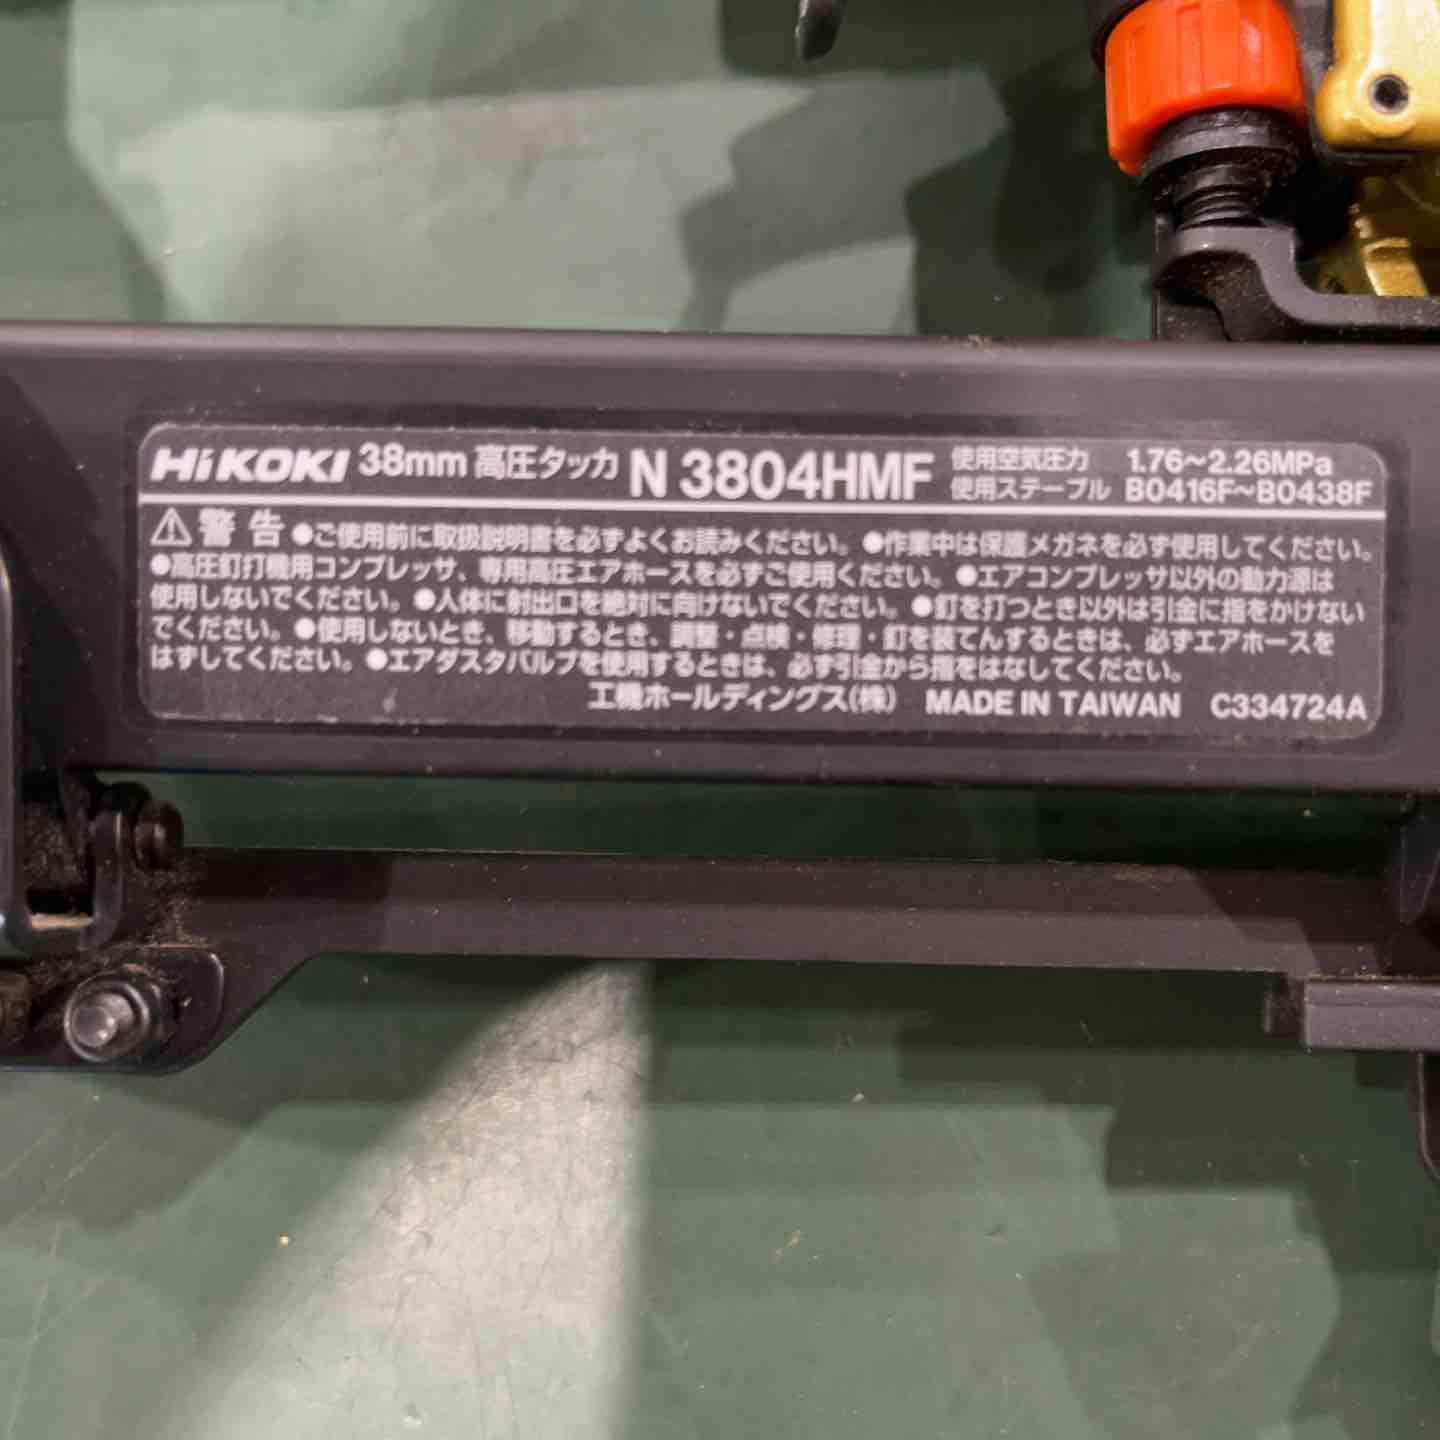 HiKOKI 38mm 高圧タッカ N 3804HMF 使用空気圧力 1.76～2.26MPa
使用ステープル B0416F～B0438F
⚠警告 ●ご使用前に取扱説明書を必ずよくお読みください。●作業中は保護メガネを必ず使用してください。
●高圧釘打機用コンプレッサ、専用高圧エアホースを必ずご使用ください。●エアコンプレッサ以外の動力源は
使用しないでください。●人体に射出口を絶対に向けないでください。●釘を打つとき以外は引金に指をかけない
でください。●使用しないとき、移動するとき、調整・点検・修理・釘を装てんするときは、必ずエアホースを
はずしてください。●エアダスタバルブを使用するときは、必ず引金から指をはなしてください。
工機ホールディングス(株) MADE IN TAIWAN C334724A